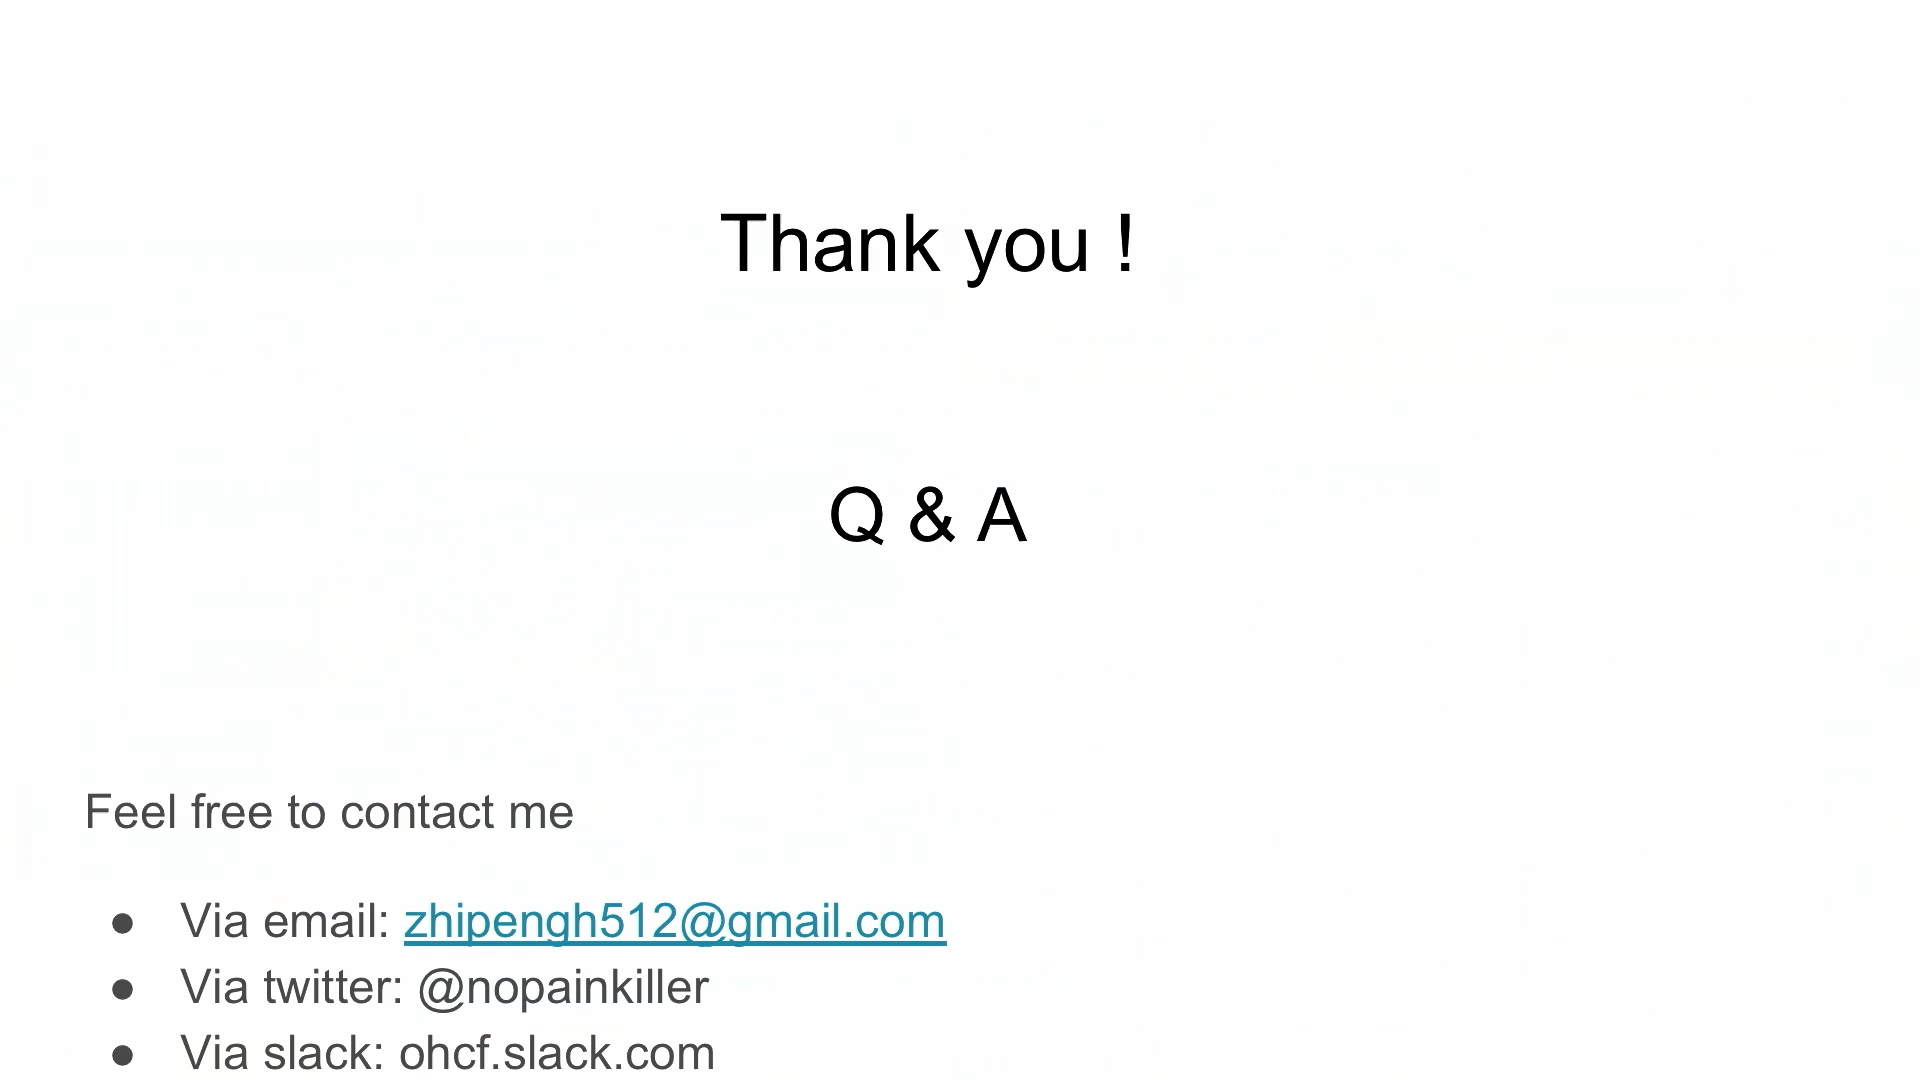 Thank you !
Q & A
Feel free to contact me
● Via email: zhipengh512@gmail.com
● Via twitter: @nopainkiller
● Via slack: ohcf.slack.com